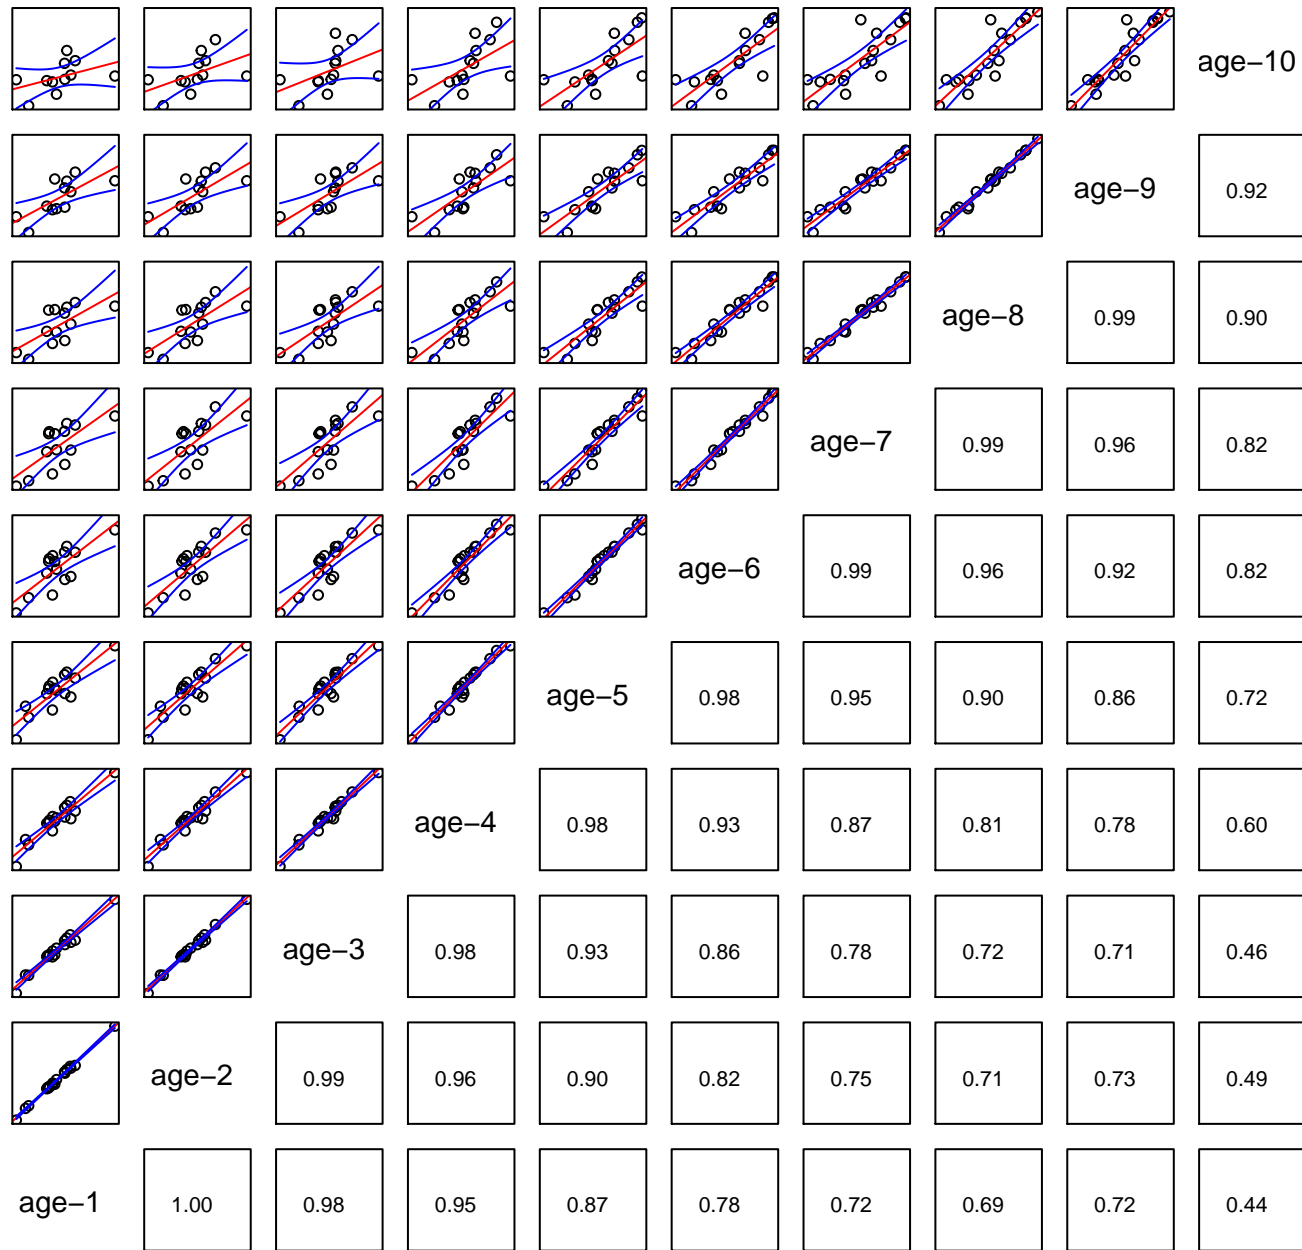 age−10
age−9 0.92
age−8 0.99 0.90
age−7 0.99 0.96 0.82
age−6 0.99 0.96 0.92 0.82
age−5 0.98 0.95 0.90 0.86 0.72
age−4 0.98 0.93 0.87 0.81 0.78 0.60
age−3 0.98 0.93 0.86 0.78 0.72 0.71 0.46
age−2 0.99 0.96 0.90 0.82 0.75 0.71 0.73 0.49
age−1 1.00 0.98 0.95 0.87 0.78 0.72 0.69 0.72 0.44